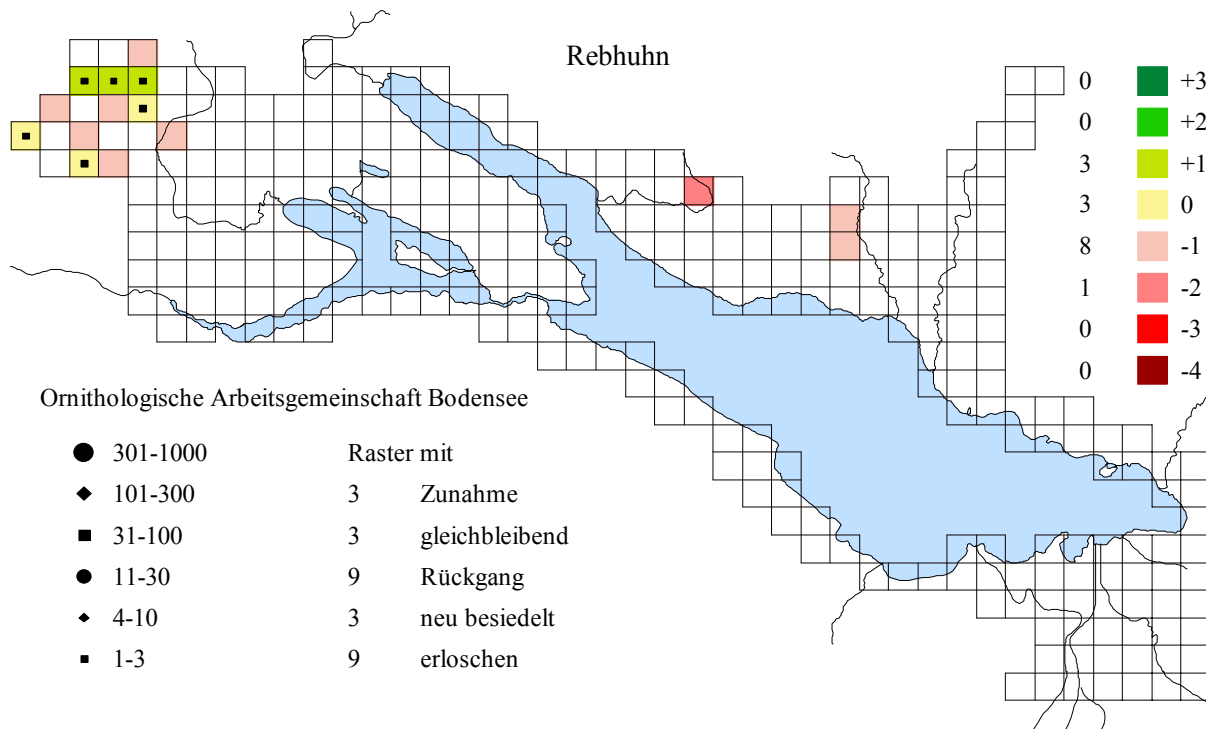 Rebhuhn
0 +3
0 +2
3 +1
3 0
8 -1
1 -2
0 -3
0 -4
Ornithologische Arbeitsgemeinschaft Bodensee
301-1000 Raster mit
101-300 3 Zunahme
31-100 3 gleichbleibend
11-30 9 Rückgang
4-10 3 neu besiedelt
1-3 9 erloschen